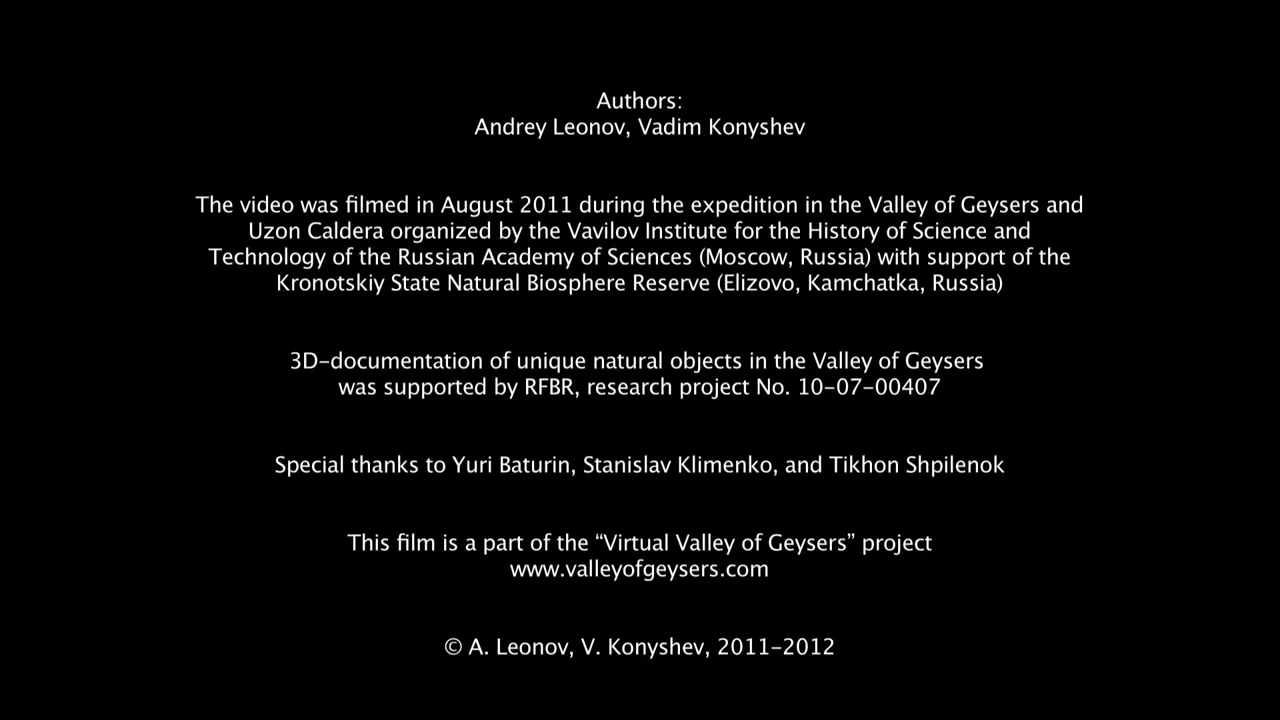 Authors:
Andrey Leonov, Vadim Konyshev
The video was filmed in August 2011 during the expedition in the Valley of Geysers and
Uzon Caldera organized by the Vavilov Institute for the History of Science and
Technology of the Russian Academy of Sciences (Moscow, Russia) with support of the
Kronotskiy State Natural Biosphere Reserve (Elizovo, Kamchatka, Russia)
3D-documentation of unique natural objects in the Valley of Geysers
was supported by RFBR, research project No. 10-07-00407
Special thanks to Yuri Baturin, Stanislav Klimenko, and Tikhon Shpilenok
This film is a part of the “Virtual Valley of Geysers” project
www.valleyofgeysers.com
© A. Leonov, V. Konyshev, 2011-2012